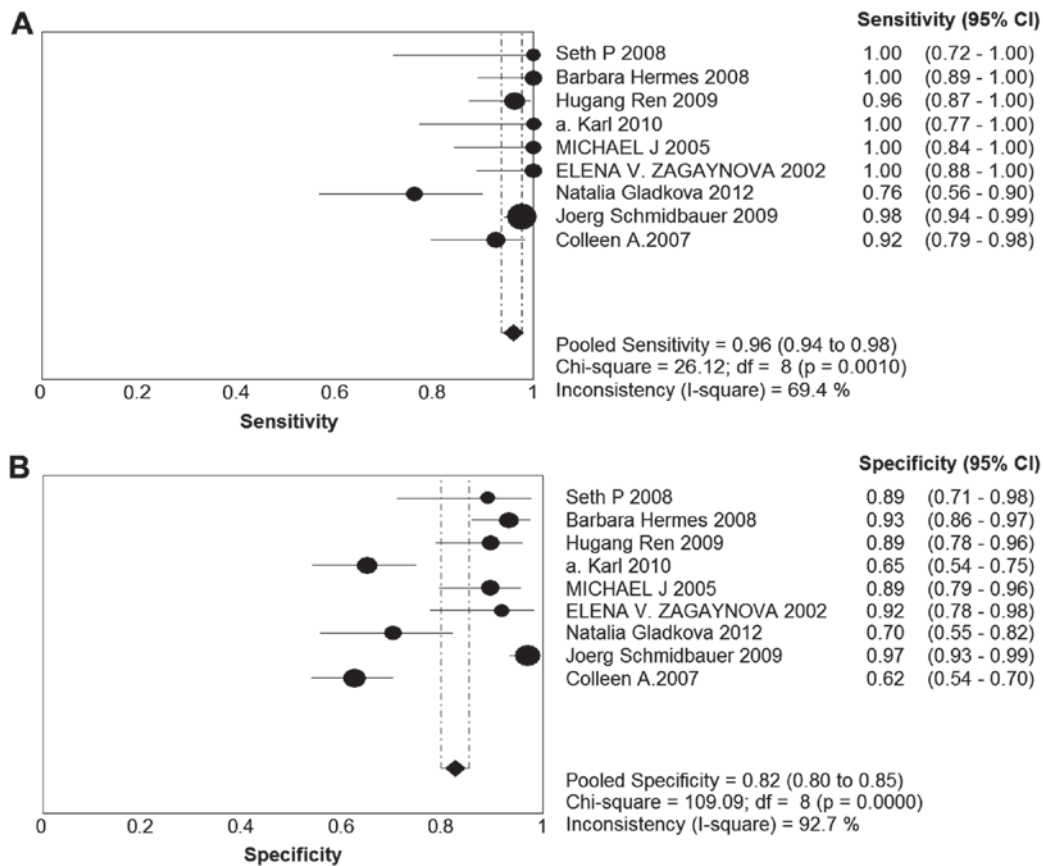 A
Sensitivity (95% CI)
Seth P 2008 1.00 (0.72 - 1.00)
Barbara Hermes 2008 1.00 (0.89 - 1.00)
Hugang Ren 2009 0.96 (0.87 - 1.00)
a. Karl 2010 1.00 (0.77 - 1.00)
MICHAEL J 2005 1.00 (0.84 - 1.00)
ELENA V. ZAGAYNOVA 2002 1.00 (0.88 - 1.00)
Natalia Gladkova 2012 0.76 (0.56 - 0.90)
Joerg Schmidbauer 2009 0.98 (0.94 - 0.99)
Colleen A.2007 0.92 (0.79 - 0.98)
Pooled Sensitivity = 0.96 (0.94 to 0.98)
Chi-square = 26.12; df = 8 (p = 0.0010)
Inconsistency (I-square) = 69.4 %
0 0.2 0.4 0.6 0.8 1
Sensitivity
B
Specificity (95% CI)
Seth P 2008 0.89 (0.71 - 0.98)
Barbara Hermes 2008 0.93 (0.86 - 0.97)
Hugang Ren 2009 0.89 (0.78 - 0.96)
a. Karl 2010 0.65 (0.54 - 0.75)
MICHAEL J 2005 0.89 (0.79 - 0.96)
ELENA V. ZAGAYNOVA 2002 0.92 (0.78 - 0.98)
Natalia Gladkova 2012 0.70 (0.55 - 0.82)
Joerg Schmidbauer 2009 0.97 (0.93 - 0.99)
Colleen A.2007 0.62 (0.54 - 0.70)
Pooled Specificity = 0.82 (0.80 to 0.85)
Chi-square = 109.09; df = 8 (p = 0.0000)
Inconsistency (I-square) = 92.7 %
0 0.2 0.4 0.6 0.8 1
Specificity